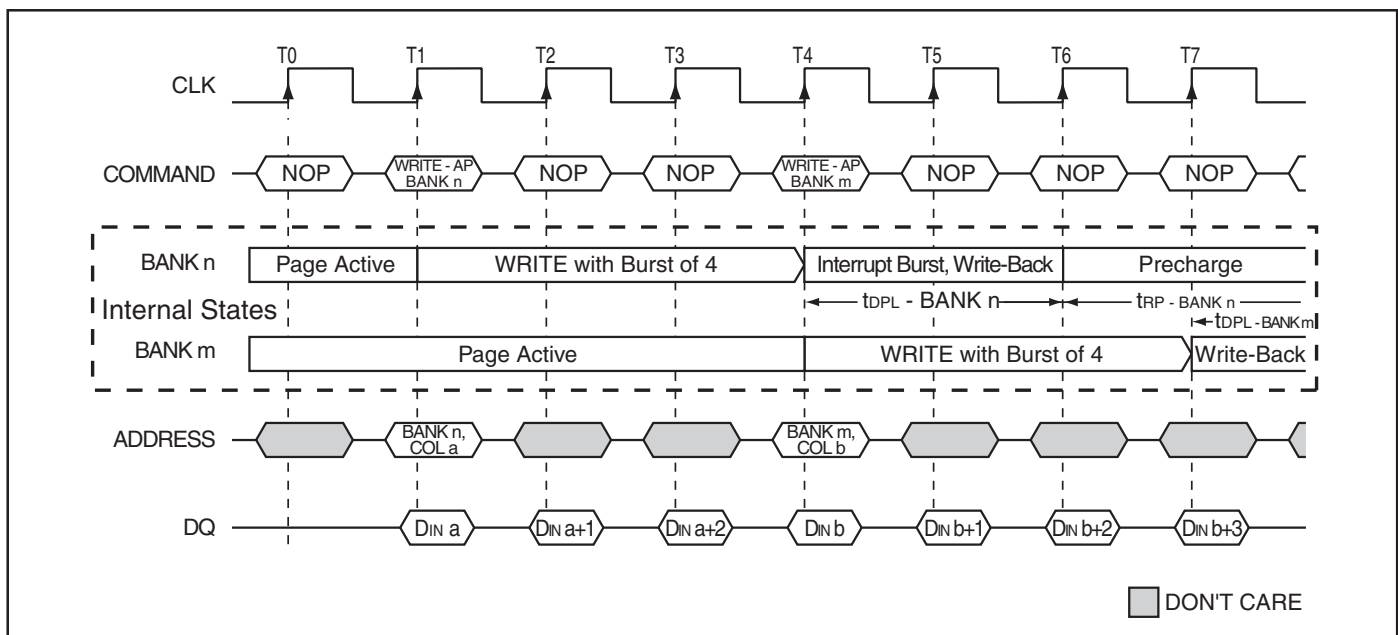 T0 T1 T2 T3 T4 T5 T6 T7
CLK
COMMAND NOP WRITE - AP BANK n NOP NOP WRITE - AP BANK m NOP NOP NOP
BANK n Page Active WRITE with Burst of 4 Interrupt Burst, Write-Back Precharge
Internal States tDPL - BANK n tRP - BANK n
tDPL - BANK m
BANK m Page Active WRITE with Burst of 4 Write-Back
ADDRESS BANK n, COL a BANK m, COL b
DQ DIN a DIN a+1 DIN a+2 DIN b DIN b+1 DIN b+2 DIN b+3
DON'T CARE